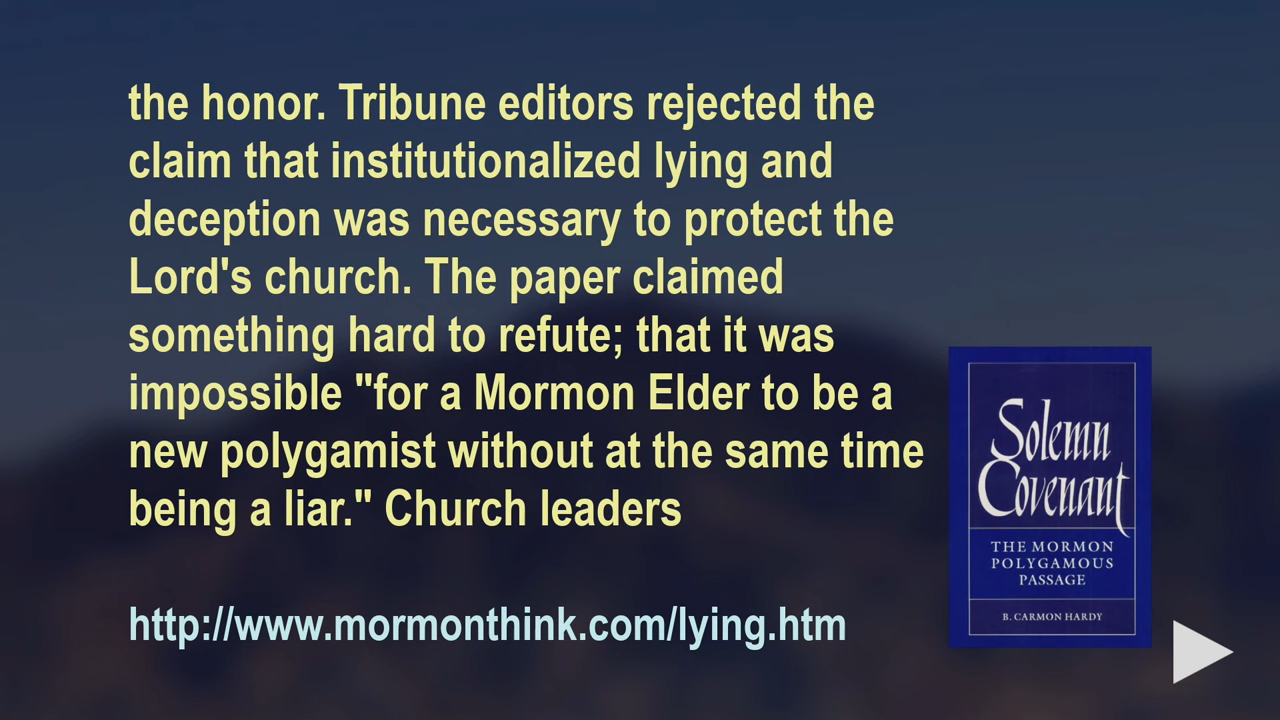 the honor. Tribune editors rejected the
claim that institutionalized lying and
deception was necessary to protect the
Lord's church. The paper claimed
something hard to refute; that it was
impossible "for a Mormon Elder to be a
new polygamist without at the same time
being a liar." Church leaders
http://www.mormonthink.com/lying.htm
Solemn
Covenant
THE MORMON
POLYGAMOUS
PASSAGE
B. CARMON HARDY